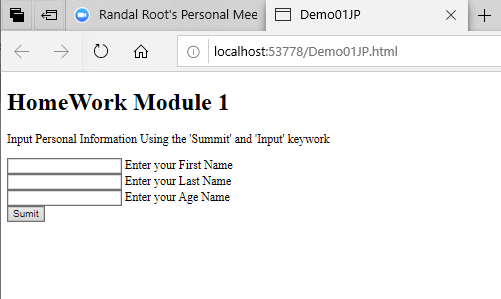 Randal Root's Personal Mee
Demo01JP
localhost:53778/Demo01JP.html
HomeWork Module 1
Input Personal Information Using the 'Summit' and 'Input' keywork
Enter your First Name
Enter your Last Name
Enter your Age Name
Sumit